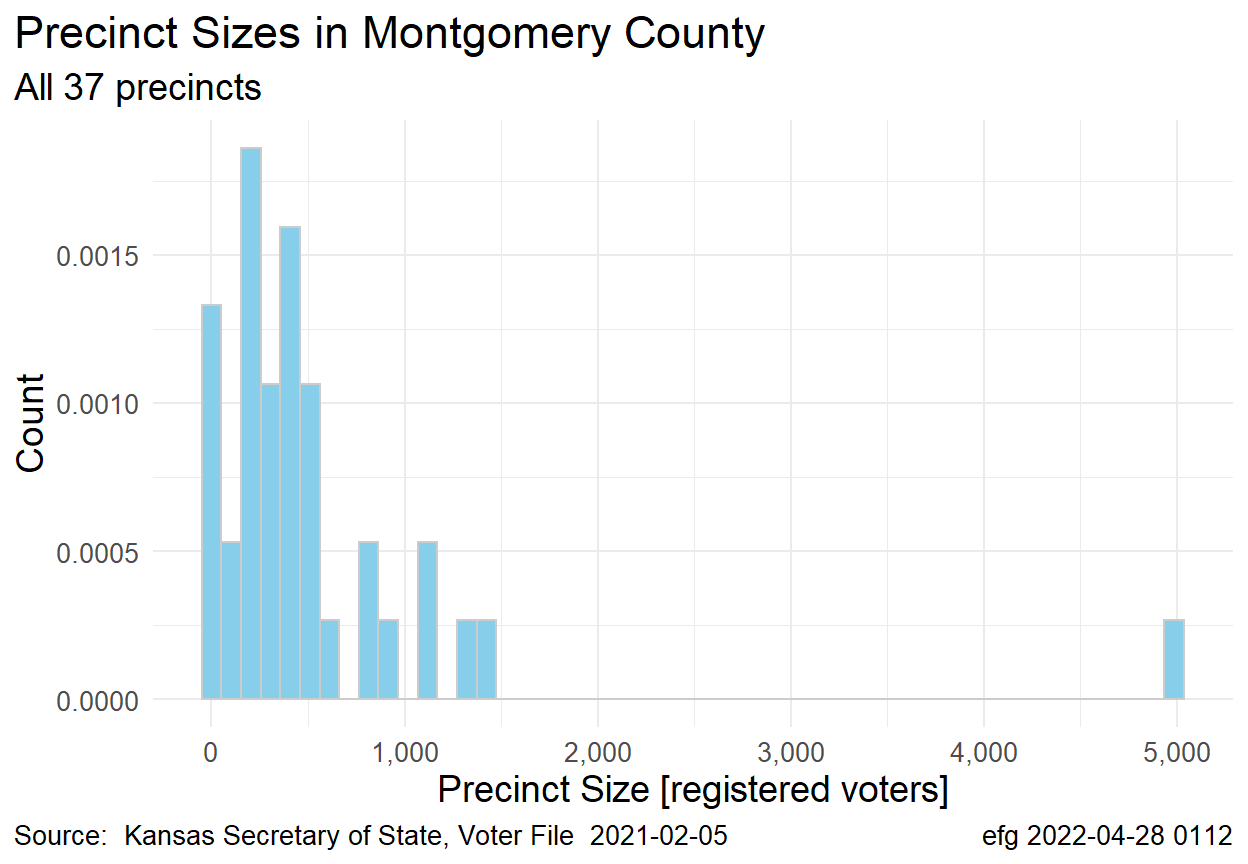 Precinct Sizes in Montgomery County
All 37 precincts
Count
0.0015
0.0010
0.0005
0.0000
0 1,000 2,000 3,000 4,000 5,000
Precinct Size [registered voters]
Source:  Kansas Secretary of State, Voter File  2021-02-05 efg 2022-04-28 0112